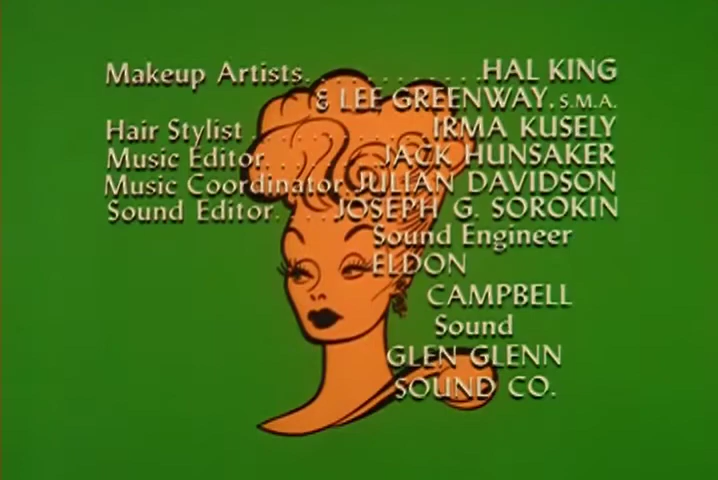 Makeup Artists. . . . . . . . . . . .HAL KING
& LEE GREENWAY, S.M.A.
Hair Stylist . . . . . . . . . . . . IRMA KUSELY
Music Editor. . . . . . . . JACK HUNSAKER
Music Coordinator JULIAN DAVIDSON
Sound Editor. . . . . JOSEPH G. SOROKIN
Sound Engineer
ELDON
CAMPBELL
Sound
GLEN GLENN
SOUND CO.